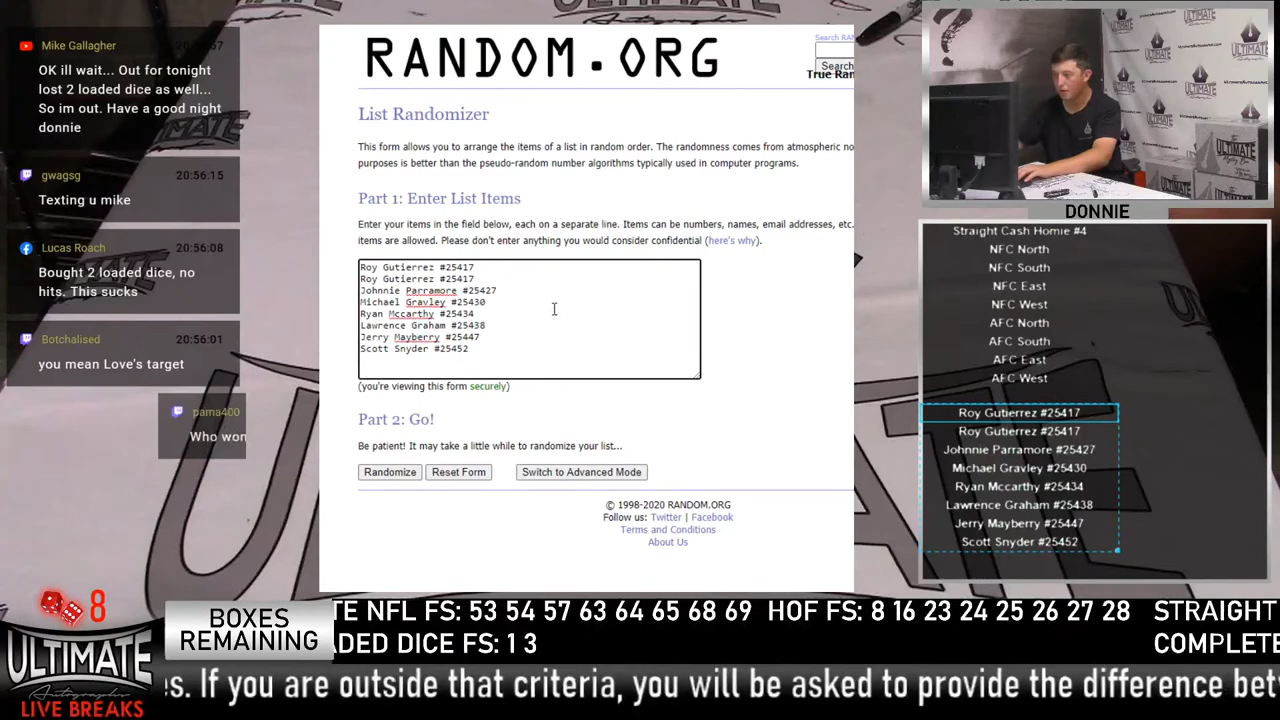 Mike Gallagher
OK ill wait... Out for tonight
lost 2 loaded dice as well...
So im out. Have a good night
donnie
gwagsg 20:56:15
Texting u mike
Lucas Roach 20:56:08
Bought 2 loaded dice, no
hits. This sucks
Botchalised 20:56:01
you mean Love's target
pama400
Who won
RANDOM.ORG
Search RAN
Search
True Ran
List Randomizer
This form allows you to arrange the items of a list in random order. The randomness comes from atmospheric no
purposes is better than the pseudo-random number algorithms typically used in computer programs.
Part 1: Enter List Items
Enter your items in the field below, each on a separate line. Items can be numbers, names, email addresses, etc.
items are allowed. Please don't enter anything you would consider confidential (here's why).
Roy Gutierrez #25417
Roy Gutierrez #25417
Johnnie Parramore #25427
Michael Gravley #25430
Ryan Mccarthy #25434
Lawrence Graham #25438
Jerry Mayberry #25447
Scott Snyder #25452
(you're viewing this form securely)
Part 2: Go!
Be patient! It may take a little while to randomize your list...
Randomize Reset Form Switch to Advanced Mode
© 1998-2020 RANDOM.ORG
Follow us: Twitter | Facebook
Terms and Conditions
About Us
DONNIE
Straight Cash Homie #4
NFC North
NFC South
NFC East
NFC West
AFC North
AFC South
AFC East
AFC West
Roy Gutierrez #25417
Roy Gutierrez #25417
Johnnie Parramore #25427
Michael Gravley #25430
Ryan Mccarthy #25434
Lawrence Graham #25438
Jerry Mayberry #25447
Scott Snyder #25452
8
ULTIMATE
Autographs
LIVE BREAKS
BOXES
REMAINING
TE NFL FS: 53 54 57 63 64 65 68 69 HOF FS: 8 16 23 24 25 26 27 28 STRAIGHT
ADED DICE FS: 1 3 COMPLETE
s. If you are outside that criteria, you will be asked to provide the difference bet